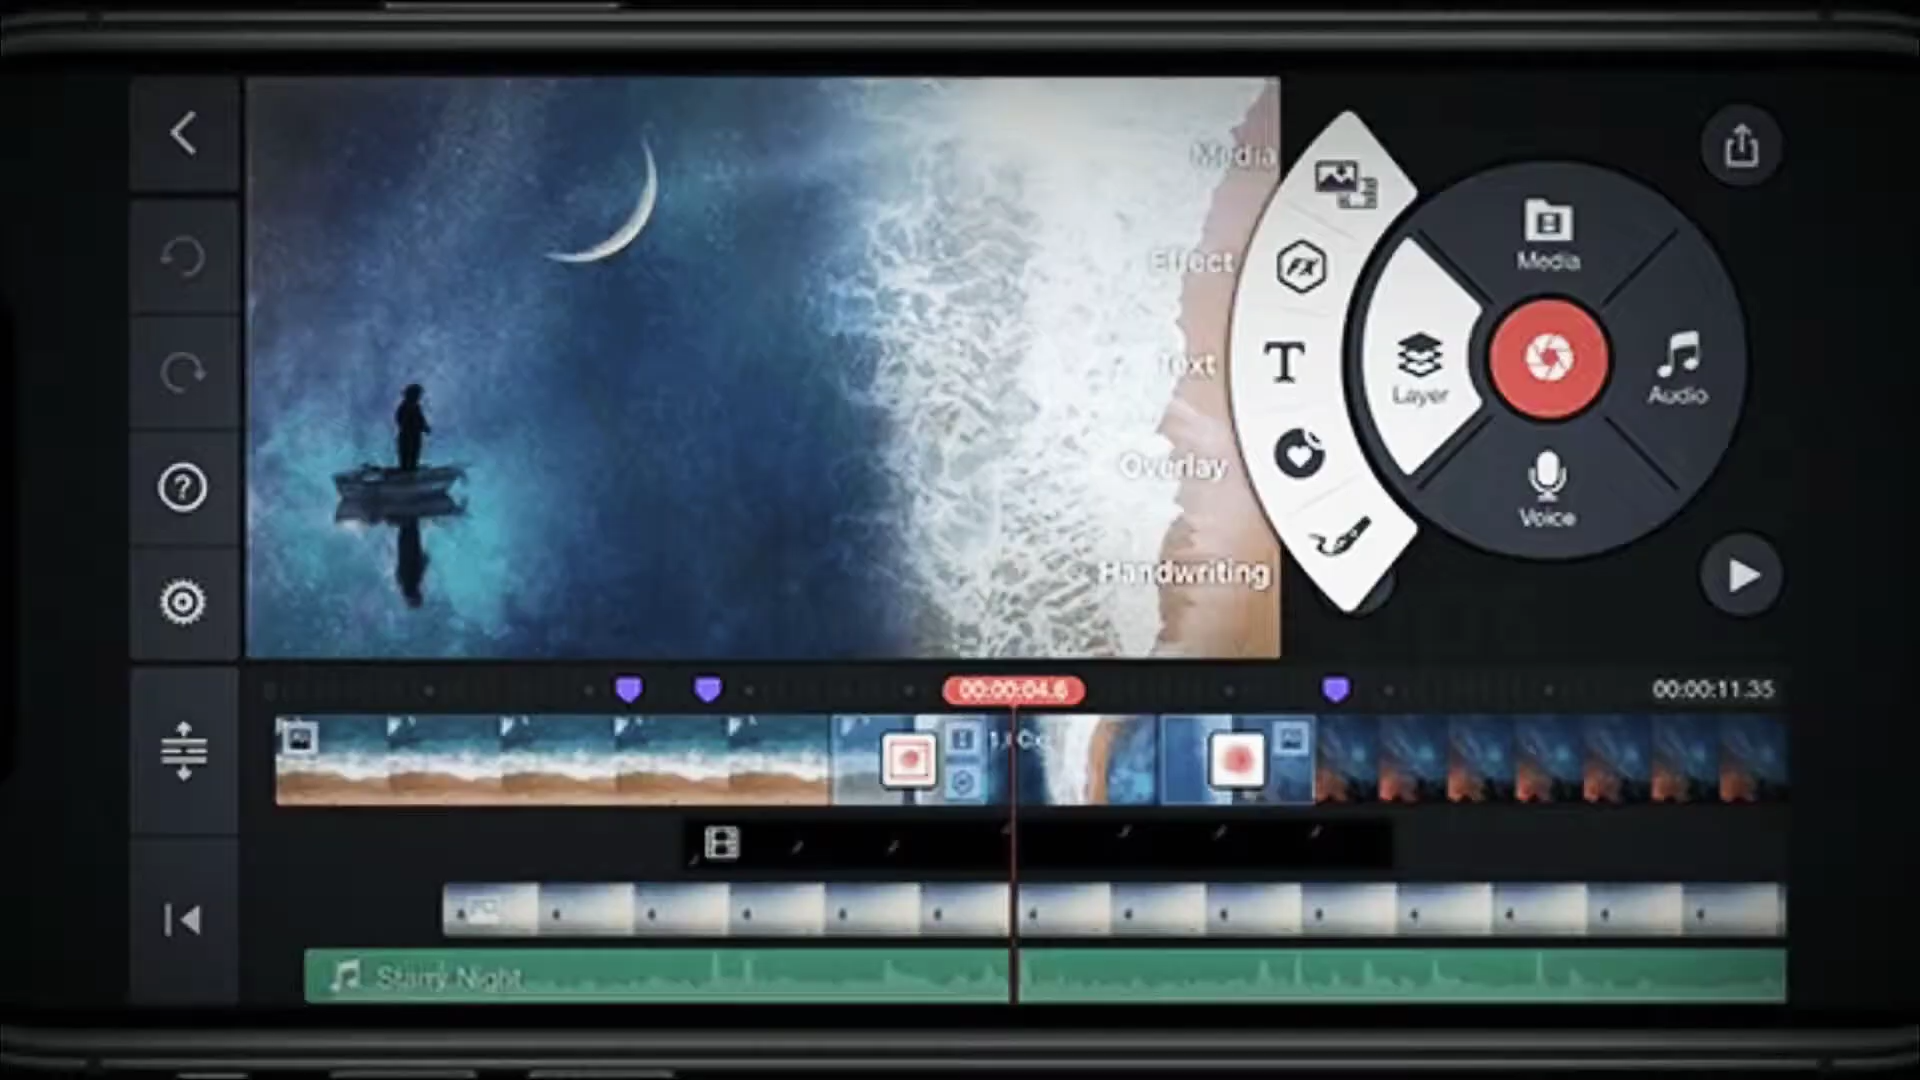 Media
Effect
Text
Overlay
Handwriting
Media
Layer
Audio
Voice
00:00:04.6
00:00:11.35
Starry Night